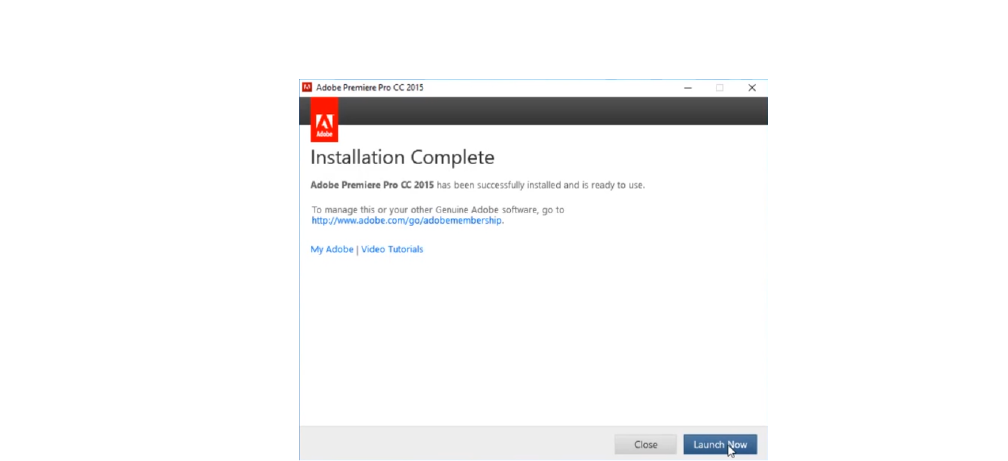 Adobe Premiere Pro CC 2015
Adobe
Installation Complete
Adobe Premiere Pro CC 2015 has been successfully installed and is ready to use.
To manage this or your other Genuine Adobe software, go to
http://www.adobe.com/go/adobemembership.
My Adobe | Video Tutorials
Close Launch Now